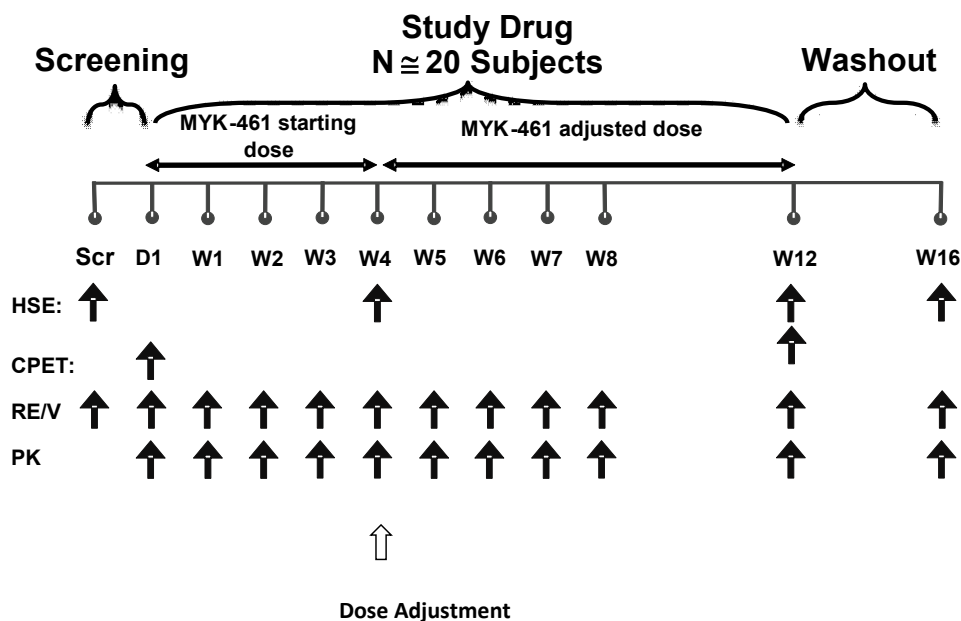 Study Drug
N ≅ 20 Subjects
Screening
Washout
MYK-461 starting
dose
MYK-461 adjusted dose
Scr D1 W1 W2 W3 W4 W5 W6 W7 W8 W12 W16
HSE:
CPET:
RE/V
PK
Dose Adjustment